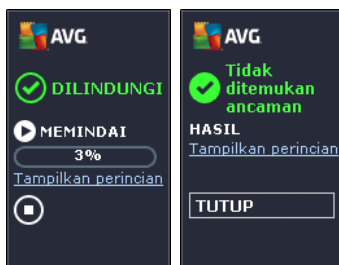 AVG
DILINDUNGI
MEMINDAI
3%
Tampilkan perincian
AVG
Tidak
ditemukan
ancaman
HASIL
Tampilkan perincian
TUTUP